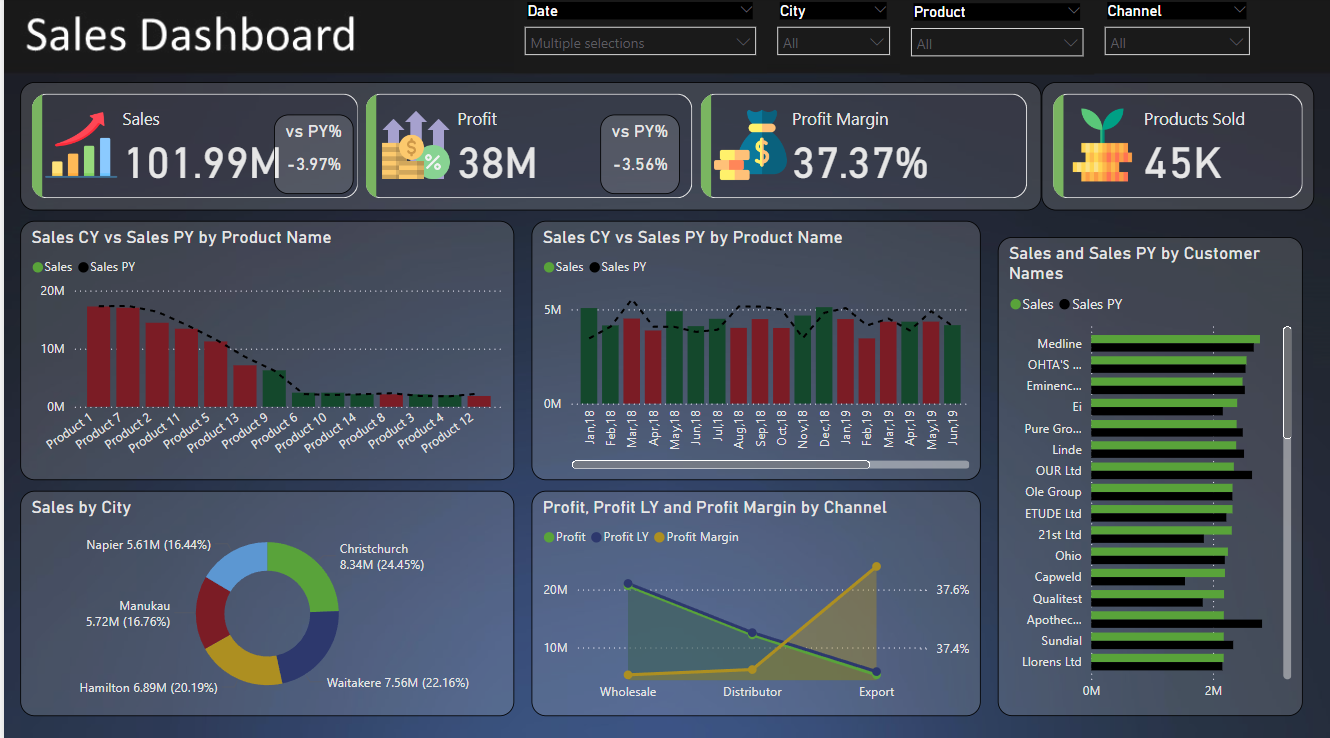 Sales Dashboard
Date
City
Product
Channel
Multiple selections
All
All
All
Sales
101.99M
vs PY%
-3.97%
Profit
38M
vs PY%
-3.56%
Profit Margin
37.37%
Products Sold
45K
Sales CY vs Sales PY by Product Name
Sales Sales PY
20M
10M
0M
Product 1
Product 7
Product 2
Product 11
Product 5
Product 13
Product 9
Product 6
Product 10
Product 14
Product 8
Product 3
Product 4
Product 12
Sales CY vs Sales PY by Product Name
Sales Sales PY
5M
0M
Jan,18
Feb,18
Mar,18
Apr,18
May,18
Jun,18
Jul,18
Aug,18
Sep,18
Oct,18
Nov,18
Dec,18
Jan,19
Feb,19
Mar,19
Apr,19
May,19
Jun,19
Sales and Sales PY by Customer
Names
Sales Sales PY
Medline
OHTA'S ...
Eminenc...
Ei
Pure Gro...
Linde
OUR Ltd
Ole Group
ETUDE Ltd
21st Ltd
Ohio
Capweld
Qualitest
Apothec...
Sundial
Llorens Ltd
0M
2M
Sales by City
Napier 5.61M (16.44%)
Christchurch
8.34M (24.45%)
Manukau
5.72M (16.76%)
Hamilton 6.89M (20.19%)
Waitakere 7.56M (22.16%)
Profit, Profit LY and Profit Margin by Channel
Profit Profit LY Profit Margin
20M
10M
37.6%
37.4%
Wholesale
Distributor
Export